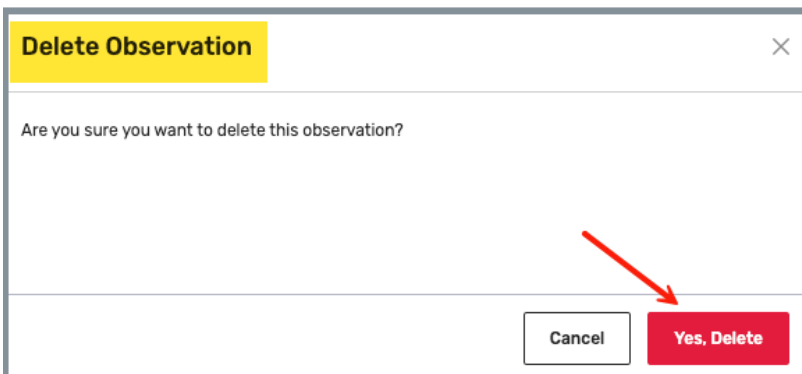 Delete Observation
Are you sure you want to delete this observation?
Cancel
Yes, Delete